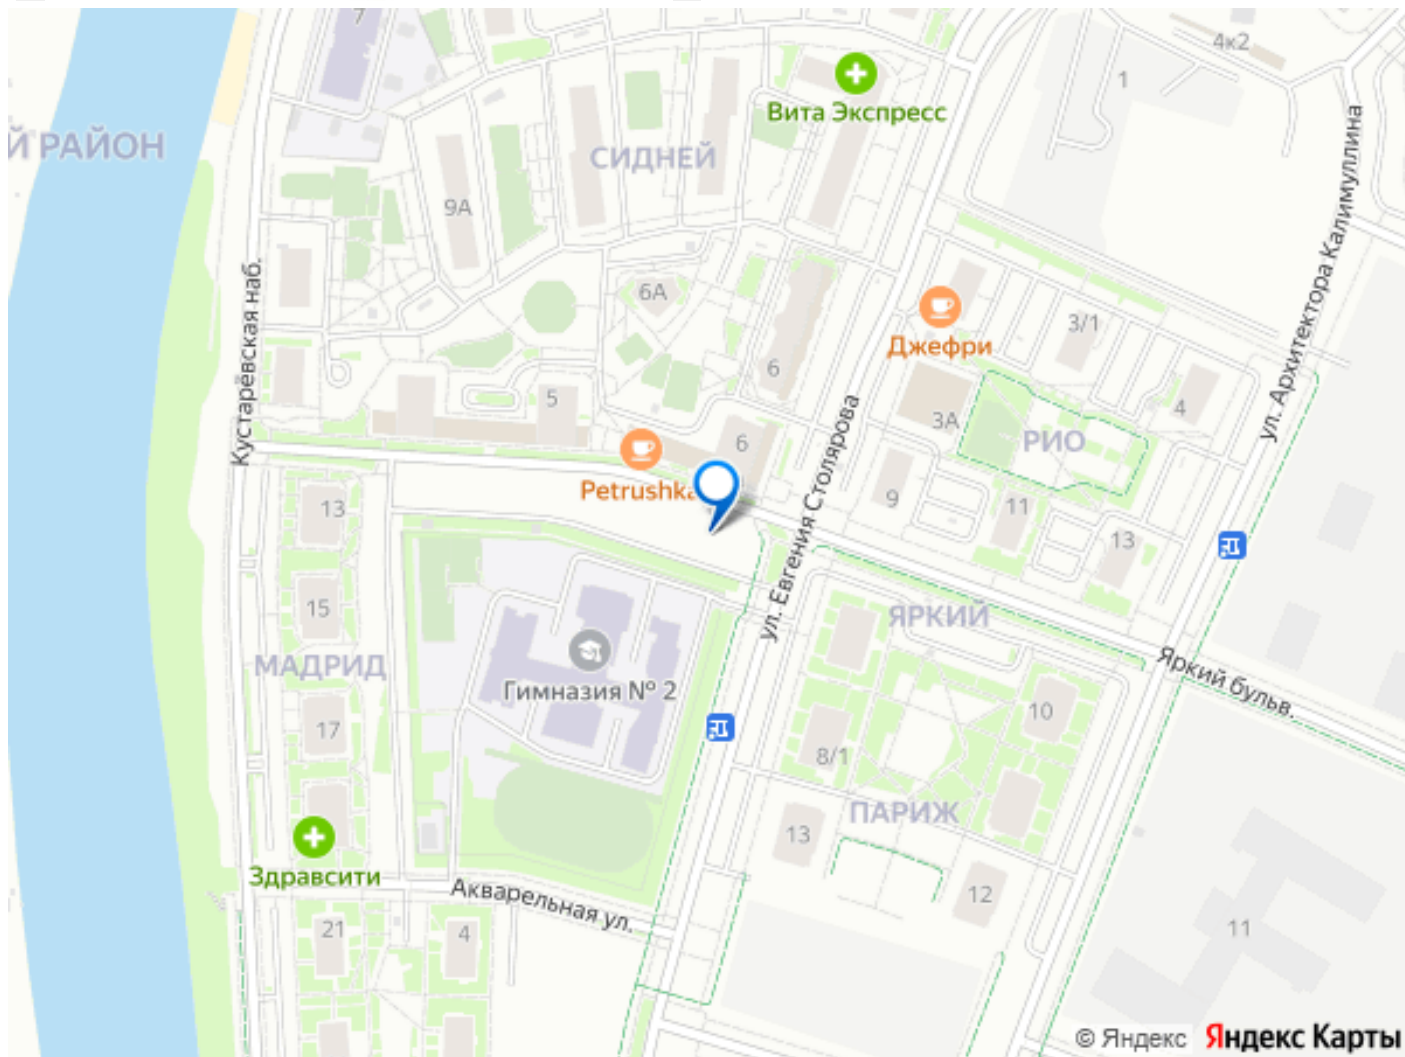 7
4к2
1
Вита Экспресс
Й РАЙОН
СИДНЕЙ
9А
ул. Архитектора Калимуллина
Кустарёвская наб.
6А
3/1
Джефри
6
5
4
3А
РИО
6
ул. Евгения Столярова
Petrushka
13
9
11
13
15
ЯРКИЙ
МАДРИД
Гимназия № 2
Яркий бульв.
17
10
8/1
ПАРИЖ
13
Здравсити
Акварельная ул.
12
21
4
11
© Яндекс Яндекс Карты